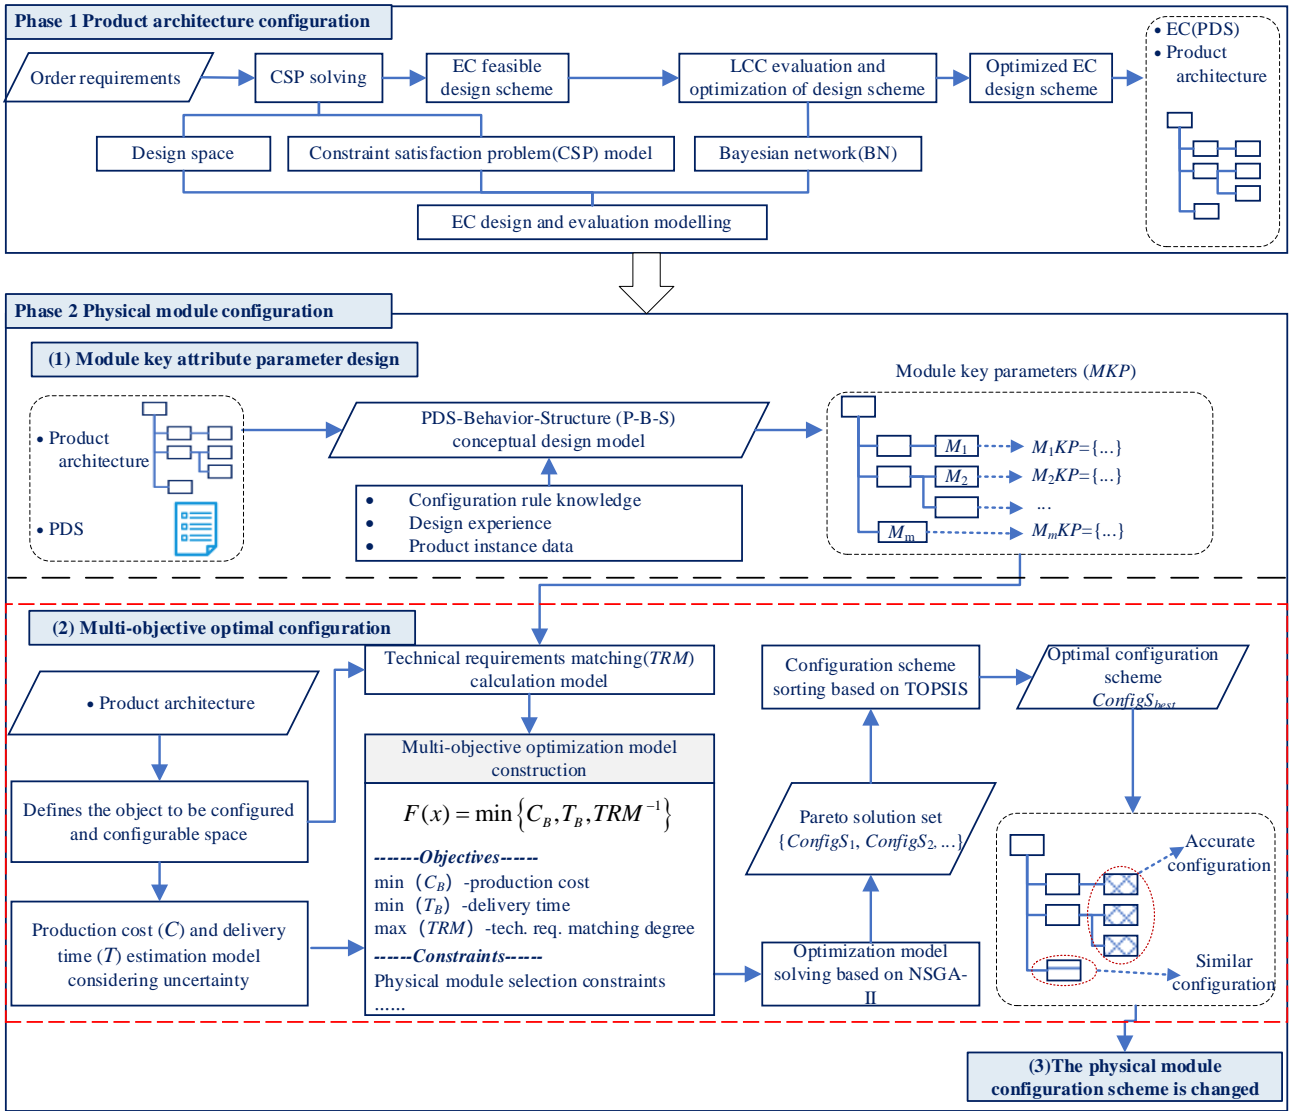 Phase 1 Product architecture configuration
Order requirements
CSP solving
EC feasible
design scheme
LCC evaluation and
optimization of design scheme
Optimized EC
design scheme
• EC(PDS)
• Product
architecture
Design space
Constraint satisfaction problem(CSP) model
Bayesian network(BN)
EC design and evaluation modelling
Phase 2 Physical module configuration
(1) Module key attribute parameter design
• Product
architecture
• PDS
PDS-Behavior-Structure (P-B-S)
conceptual design model
• Configuration rule knowledge
• Design experience
• Product instance data
Module key parameters (MKP)
M1 M1KP={...}
M2 M2KP={...}
...
Mm MmKP={...}
(2) Multi-objective optimal configuration
• Product architecture
Defines the object to be configured
and configurable space
Production cost (C) and delivery
time (T) estimation model
considering uncertainty
Technical requirements matching(TRM)
calculation model
Multi-objective optimization model
construction
F(x) = min{C_B, T_B, TRM^-1}
-------Objectives------
min (C_B) -production cost
min (T_B) -delivery time
max (TRM) -tech. req. matching degree
------Constraints------
Physical module selection constraints
......
Optimization model
solving based on NSGA-
II
Pareto solution set
{ConfigS1, ConfigS2, ...}
Configuration scheme
sorting based on TOPSIS
Optimal configuration
scheme
ConfigS_best
Accurate
configuration
Similar
configuration
(3)The physical module
configuration scheme is changed